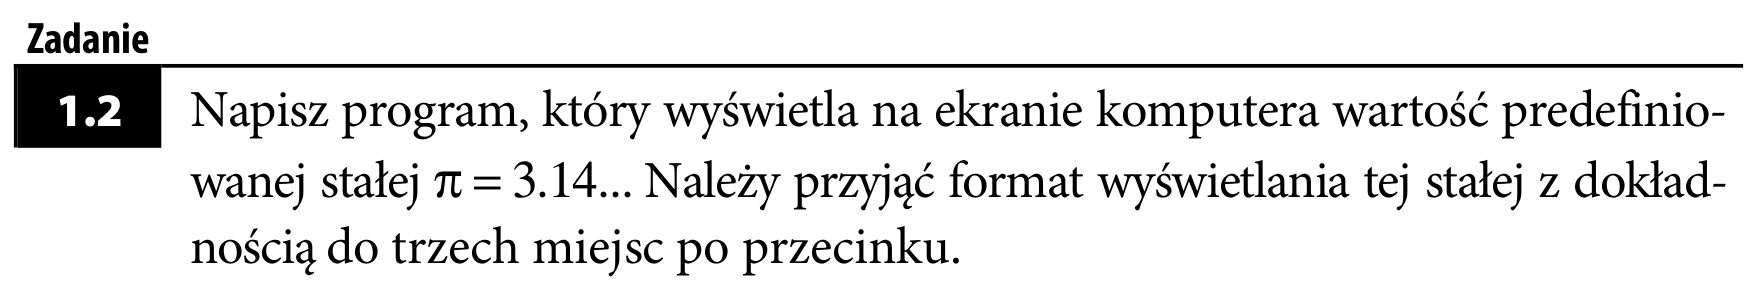 Zadanie
1.2 Napisz program, który wyświetla na ekranie komputera wartość predefinio-
wanej stałej π = 3.14... Należy przyjąć format wyświetlania tej stałej z dokład-
nością do trzech miejsc po przecinku.